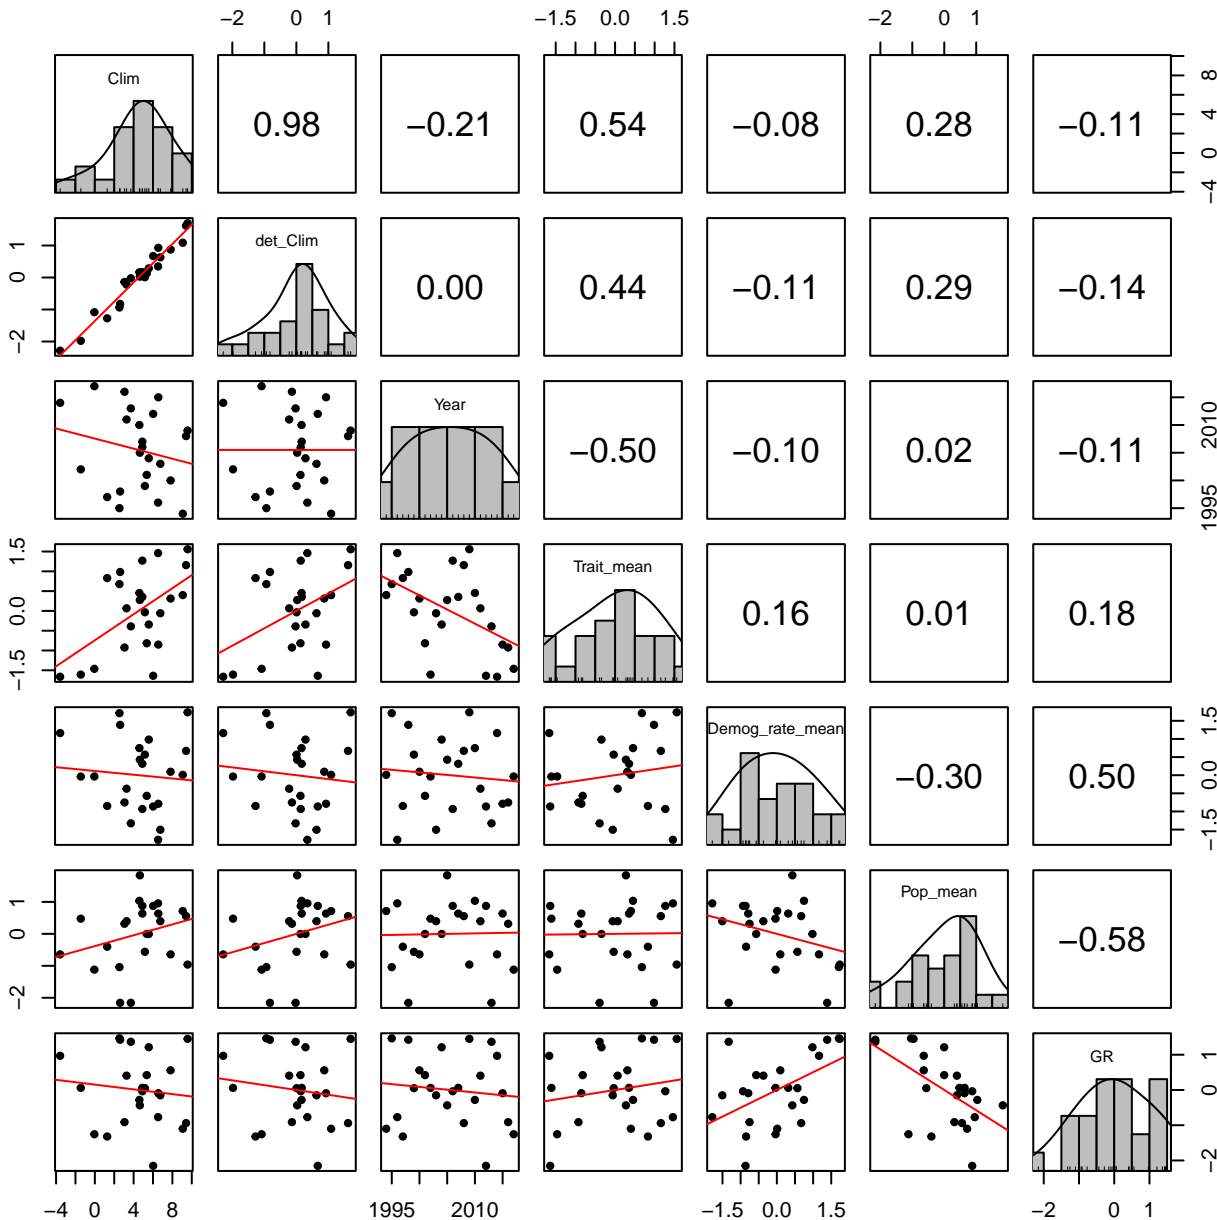 −2 0 1 −1.5 0.0 1.5 −2 0 1
Clim 0.98 −0.21 0.54 −0.08 0.28 −0.11 −4 0 4 8
−2 0 1 det_Clim 0.00 0.44 −0.11 0.29 −0.14
Year −0.50 −0.10 0.02 −0.11 1995 2010
−1.5 0.0 1.5 Trait_mean 0.16 0.01 0.18
Demog_rate_mean −0.30 0.50 −1.5 0.0 1.5
−2 0 1 Pop_mean −0.58
GR −2 0 1
−4 0 4 8 1995 2010 −1.5 0.0 1.5 −2 0 1